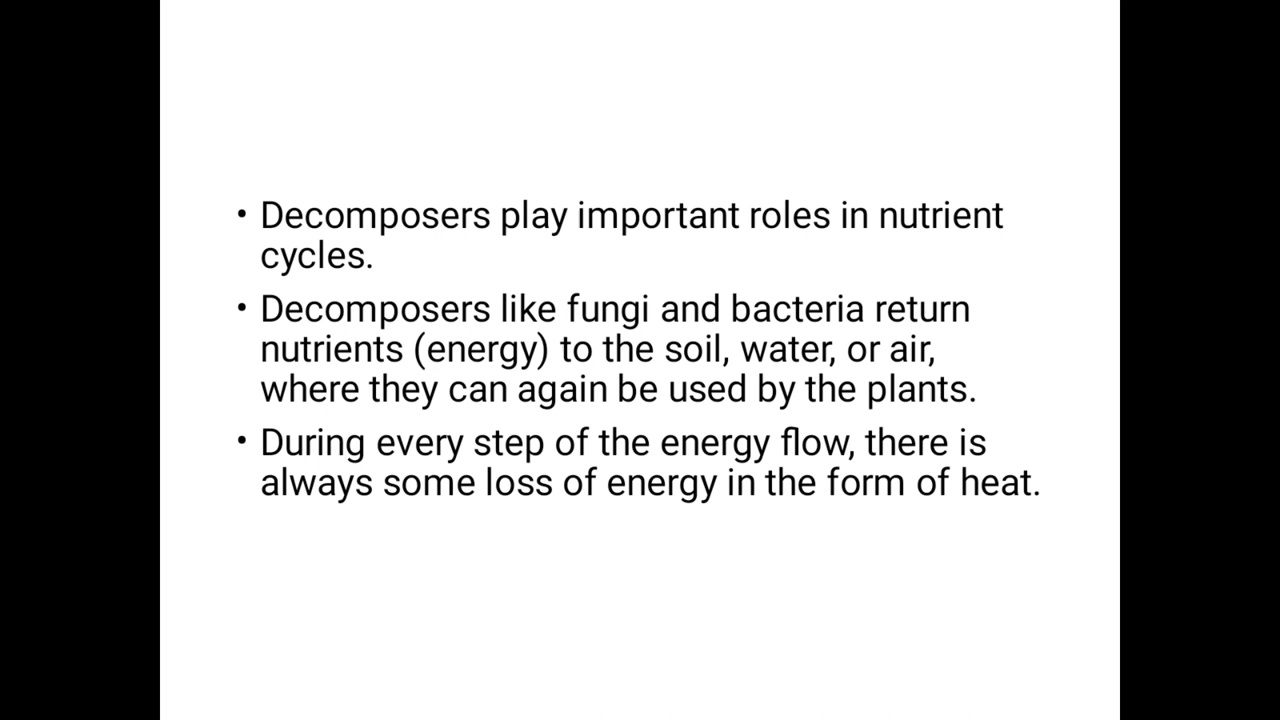 • Decomposers play important roles in nutrient
cycles.
• Decomposers like fungi and bacteria return
nutrients (energy) to the soil, water, or air,
where they can again be used by the plants.
• During every step of the energy flow, there is
always some loss of energy in the form of heat.